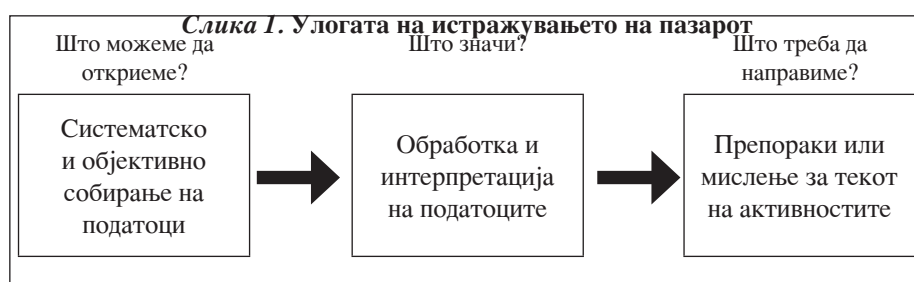 Слика 1. Улогата на истражувањето на пазарот
Што можеме да
откриеме?
Што значи?
Што треба да
направиме?
Систематско
и објективно
собирање на
податоци
Обработка и
интерпретација
на податоците
Препораки или
мислење за текот
на активностите